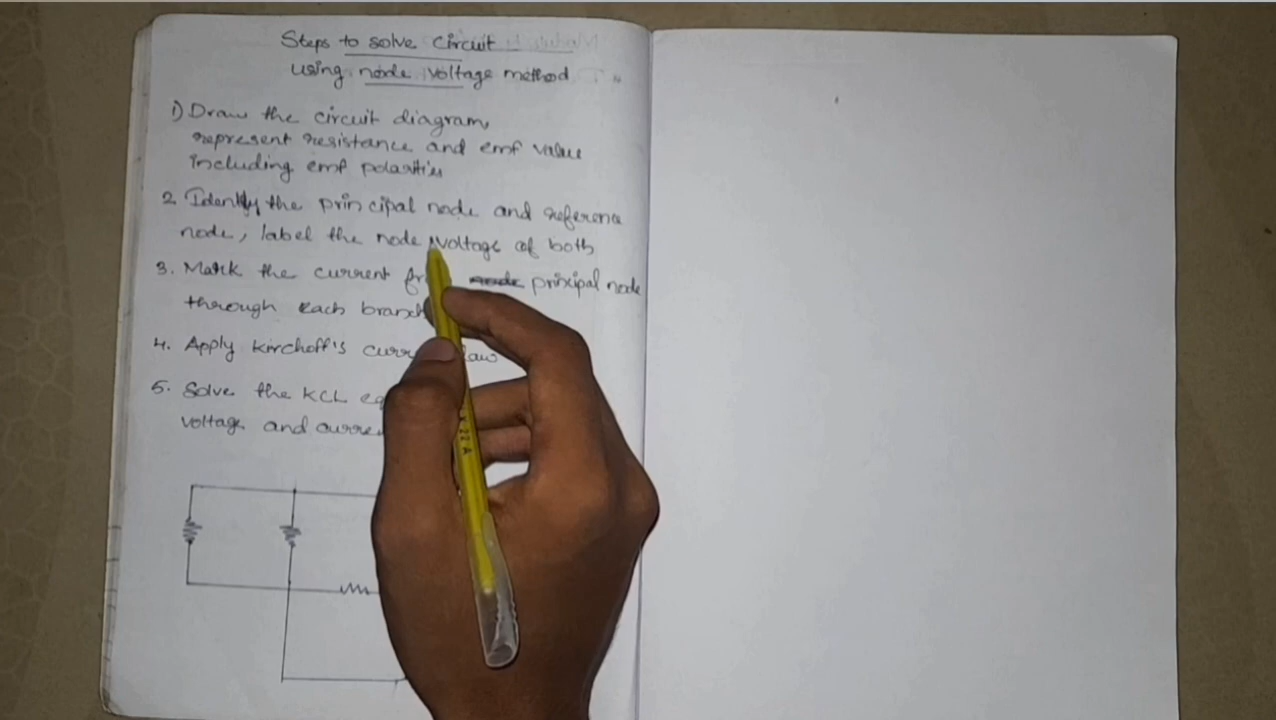 Steps to solve circuit
using node voltage method
1) Draw the circuit diagram,
represent resistance and emf value
including emf polarities
2. Identify the principal node and reference
node, label the node voltage of both
3. Mark the current principal node
through each
4. Apply Kirchoff's law
5. Solve the KCL
voltage and
22 A